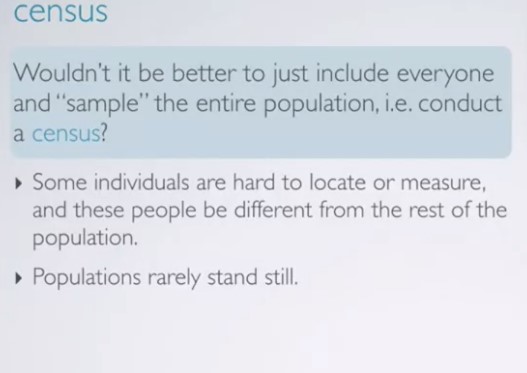 census
Wouldn't it be better to just include everyone
and "sample" the entire population, i.e. conduct
a census?
‣ Some individuals are hard to locate or measure,
and these people be different from the rest of the
population.
‣ Populations rarely stand still.